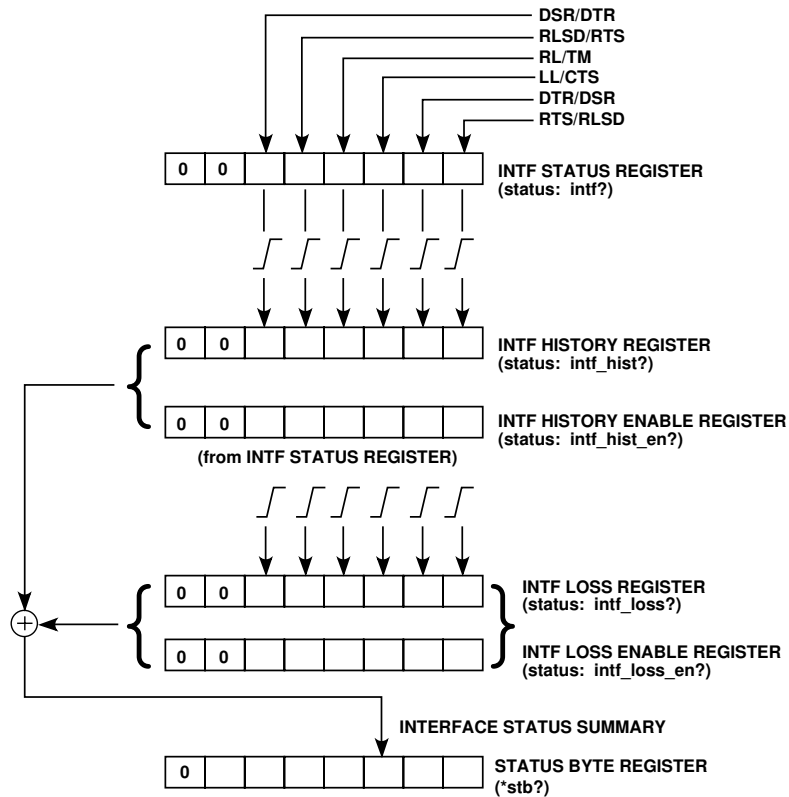 DSR/DTR
RLSD/RTS
RL/TM
LL/CTS
DTR/DSR
RTS/RLSD
0 0
INTF STATUS REGISTER
(status: intf?)
0 0
INTF HISTORY REGISTER
(status: intf_hist?)
0 0
INTF HISTORY ENABLE REGISTER
(status: intf_hist_en?)
(from INTF STATUS REGISTER)
0 0
INTF LOSS REGISTER
(status: intf_loss?)
0 0
INTF LOSS ENABLE REGISTER
(status: intf_loss_en?)
INTERFACE STATUS SUMMARY
0
STATUS BYTE REGISTER
(*stb?)